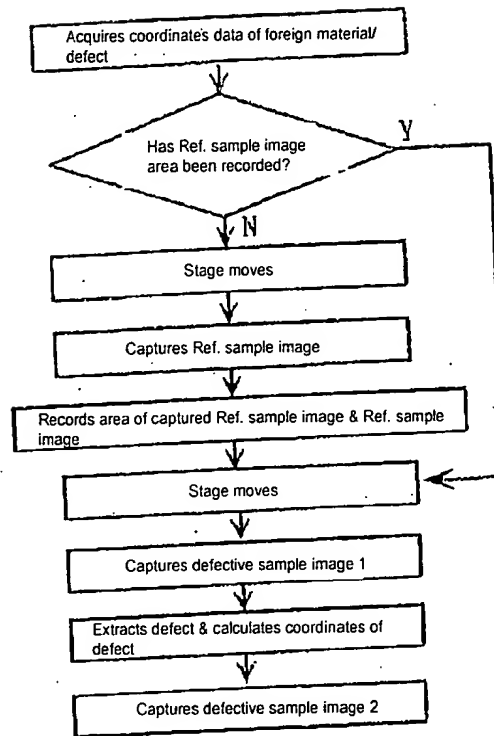 Acquires coordinate's data of foreign material/
defect
Has Ref. sample image
area been recorded?
Y
N
Stage moves
Captures Ref. sample image
Records area of captured Ref. sample image & Ref. sample
image
Stage moves
Captures defective sample image 1
Extracts defect & calculates coordinates of
defect
Captures defective sample image 2